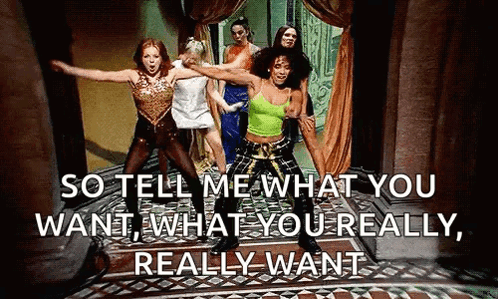 SO TELL ME WHAT YOU
WANT, WHAT YOU REALLY,
REALLY WANT